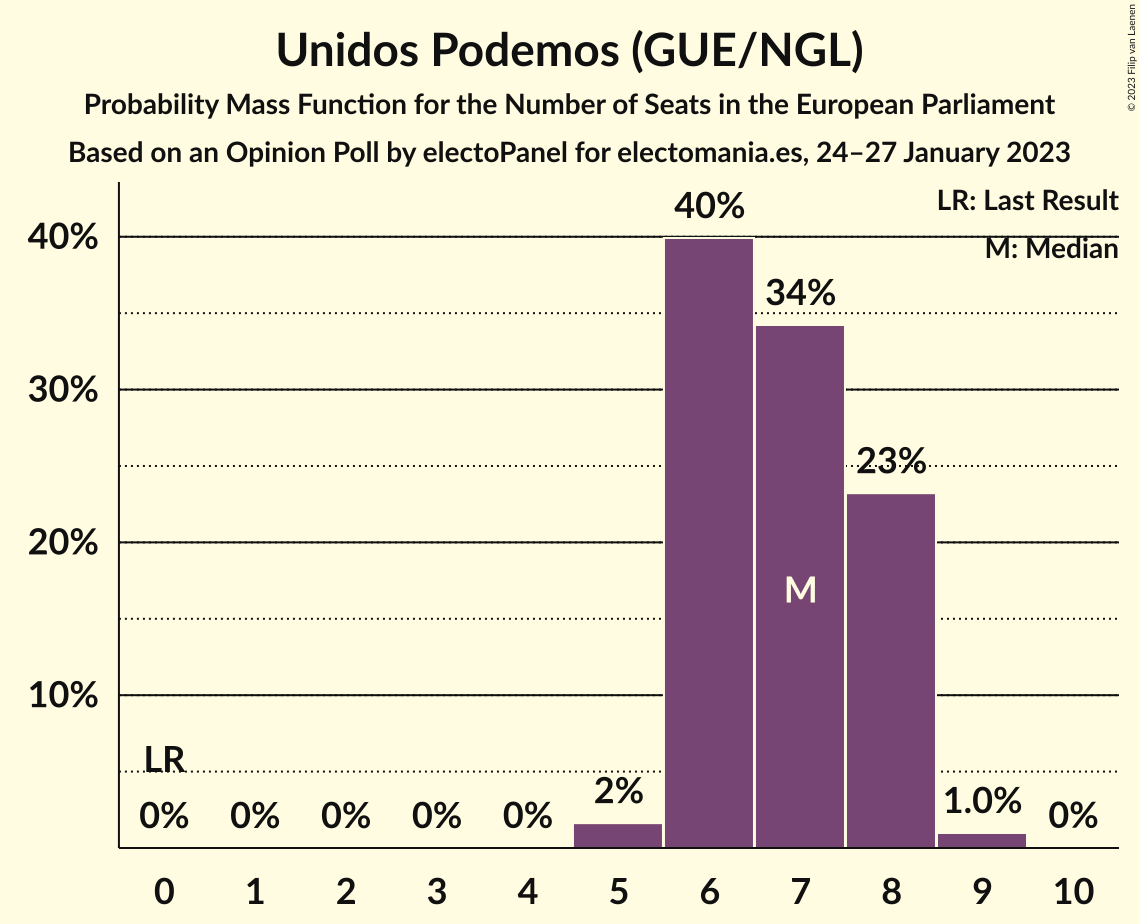 Unidos Podemos (GUE/NGL)
Probability Mass Function for the Number of Seats in the European Parliament
Based on an Opinion Poll by electoPanel for electomania.es, 24–27 January 2023
© 2023 Filip van Laenen
LR: Last Result
M: Median
40%
30%
20%
10%
40%
34%
23%
M
LR
0%
0%
0%
0%
0%
2%
1.0%
0%
0 1 2 3 4 5 6 7 8 9 10